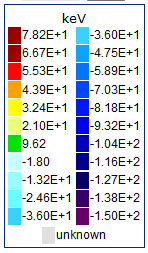 keV
7.82E+1 -3.60E+1
6.67E+1 -4.75E+1
5.53E+1 -5.89E+1
4.39E+1 -7.03E+1
3.24E+1 -8.18E+1
2.10E+1 -9.32E+1
9.62 -1.04E+2
-1.80 -1.16E+2
-1.32E+1 -1.27E+2
-2.46E+1 -1.38E+2
-3.60E+1 -1.50E+2
unknown